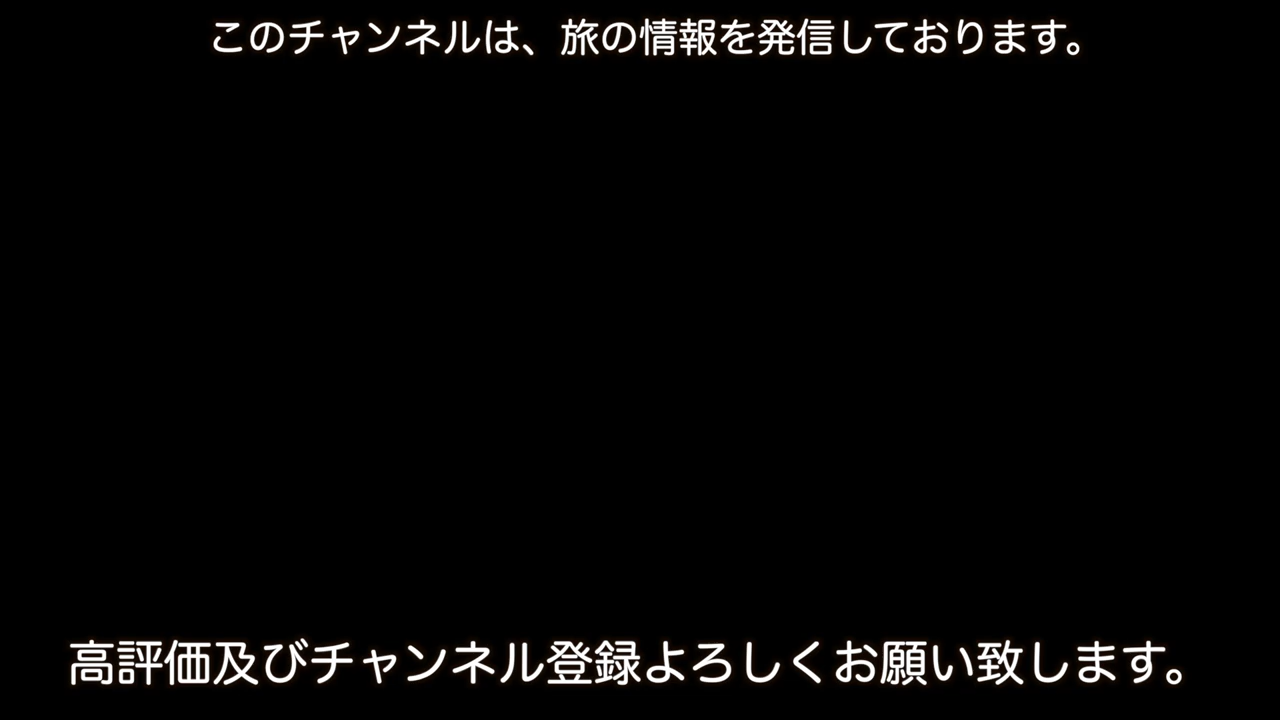 このチャンネルは、旅の情報を発信しております。
高評価及びチャンネル登録よろしくお願い致します。